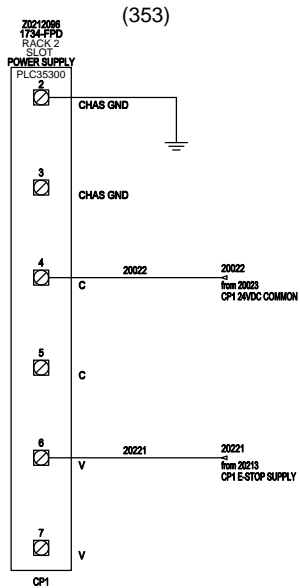 (353)
Z0212096
1734-FPD
RACK 2
SLOT
POWER SUPPLY
PLC35300
2
CHAS GND
3
CHAS GND
4
20022
20022
from 20023
CP1 24VDC COMMON
C
5
C
6
20221
20221
from 20213
CP1 E-STOP SUPPLY
V
7
V
CP1